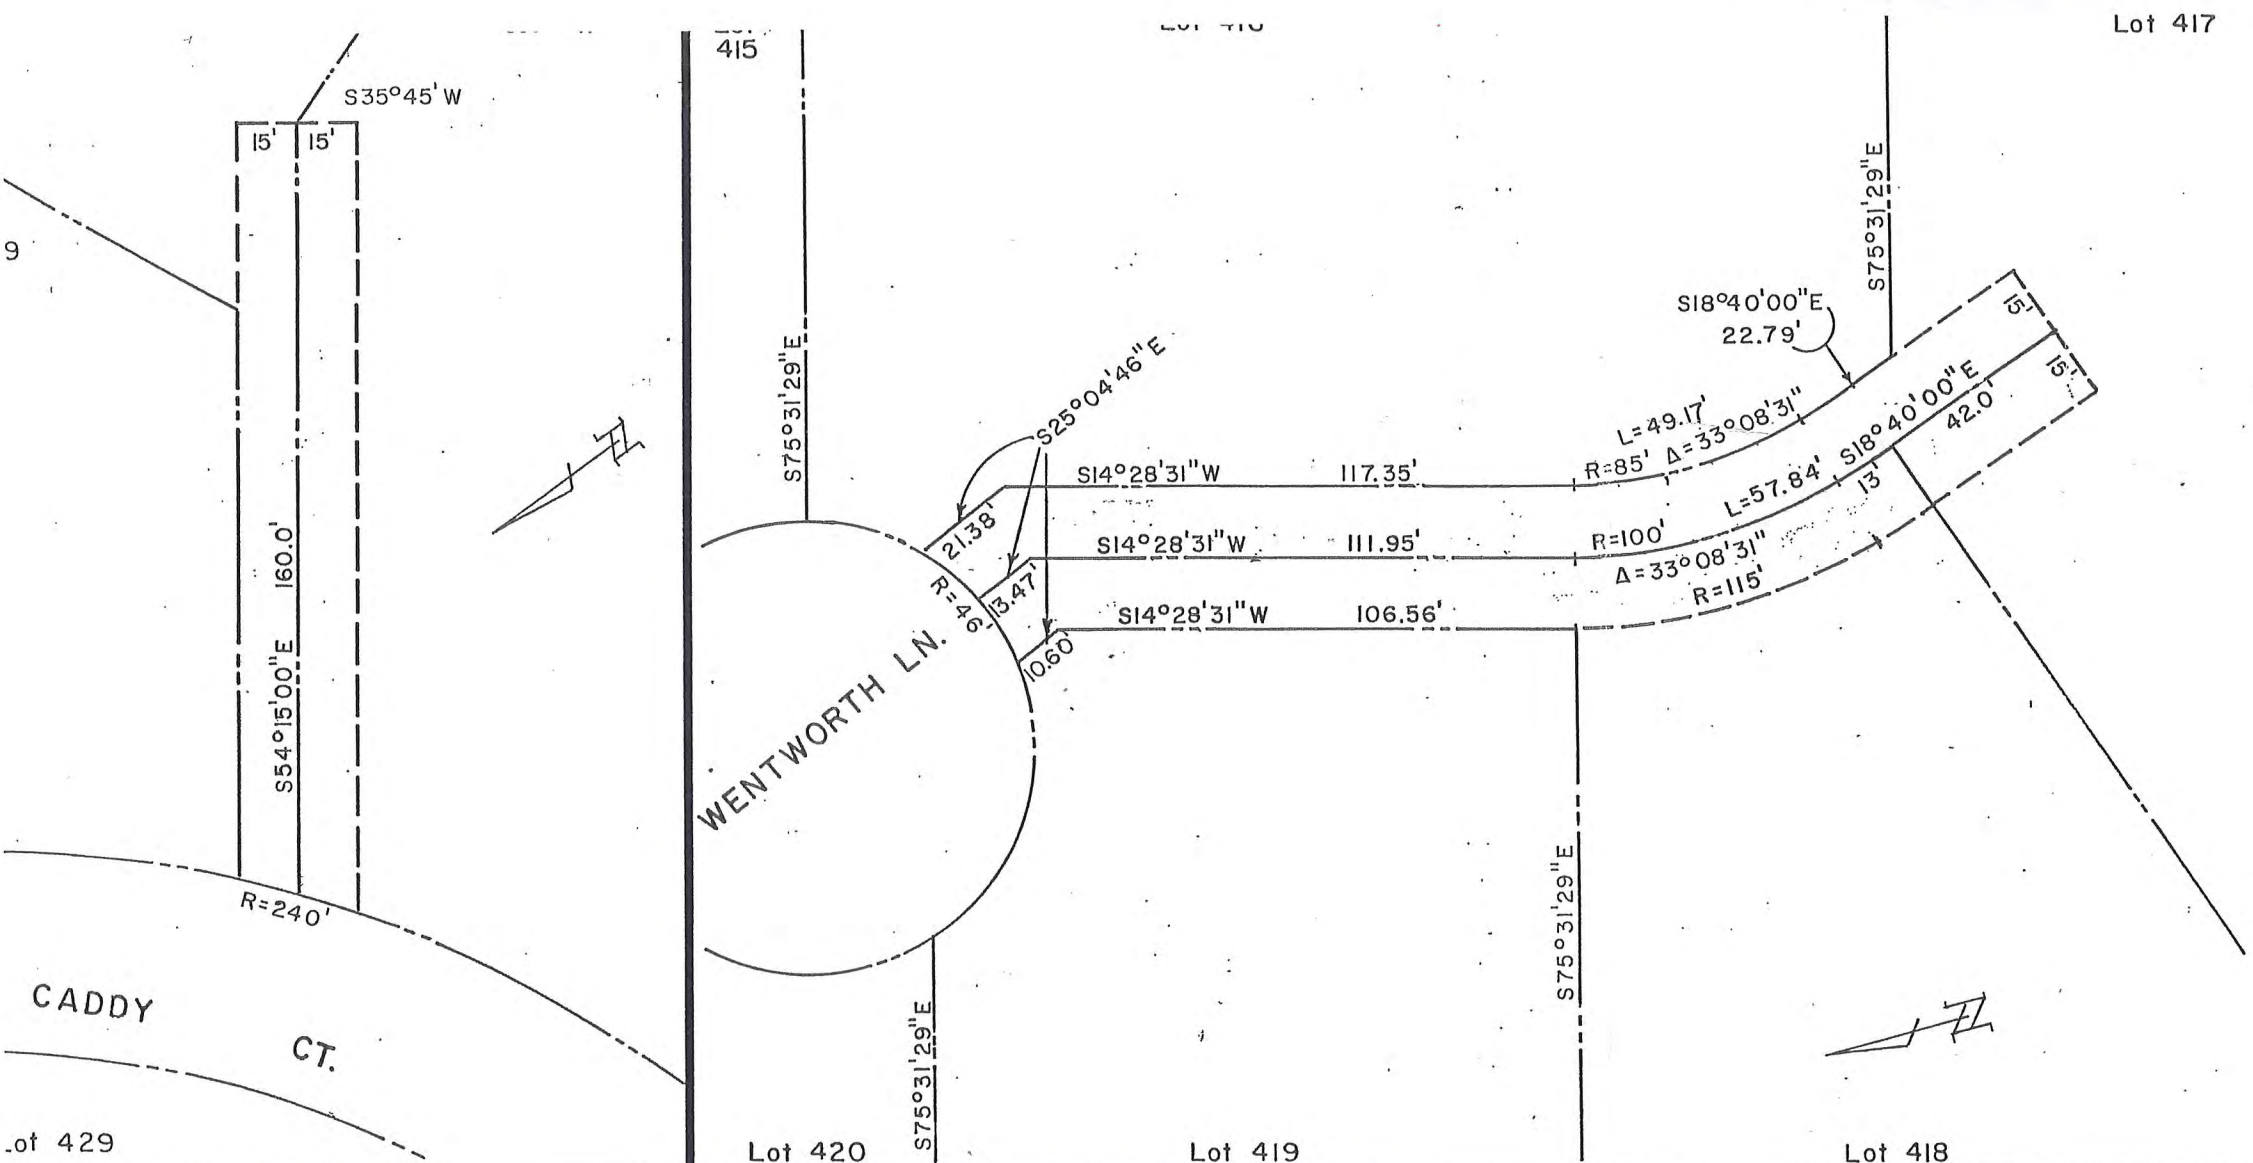 415
Lot 417
S35°45'W
15'
15'
9
160.0'
S54°15'00"E
R=240'
CADDY
CT.
Lot 429
S75°31'29"E
S25°04'46"E
21.38'
13.47'
10.60'
R=46'
WENTWORTH LN.
S14°28'31"W 117.35'
S14°28'31"W 111.95'
S14°28'31"W 106.56'
S18°40'00"E
22.79'
S75°31'29"E
L=49.17'
R=85' Δ=33°08'31"
L=57.84'
R=100'
Δ=33°08'31"
R=115'
S18°40'00"E
42.0'
13'
15'
15'
S75°31'29"E
S75°31'29"E
N
N
Lot 420
Lot 419
Lot 418